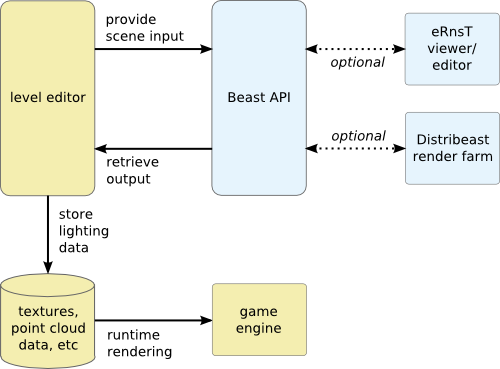 provide
scene input
eRnsT
viewer/
editor
optional
level editor
Beast API
optional
Distribeast
render farm
retrieve
output
store
lighting
data
textures,
point cloud
data, etc
runtime
rendering
game
engine